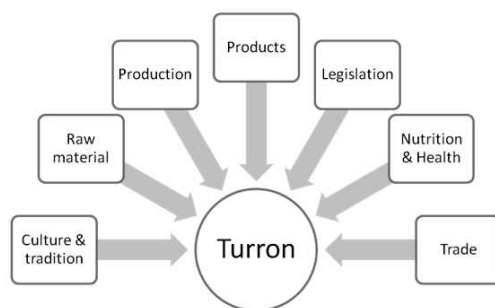 Products
Production
Legislation
Raw
material
Nutrition
& Health
Culture &
tradition
Turron
Trade